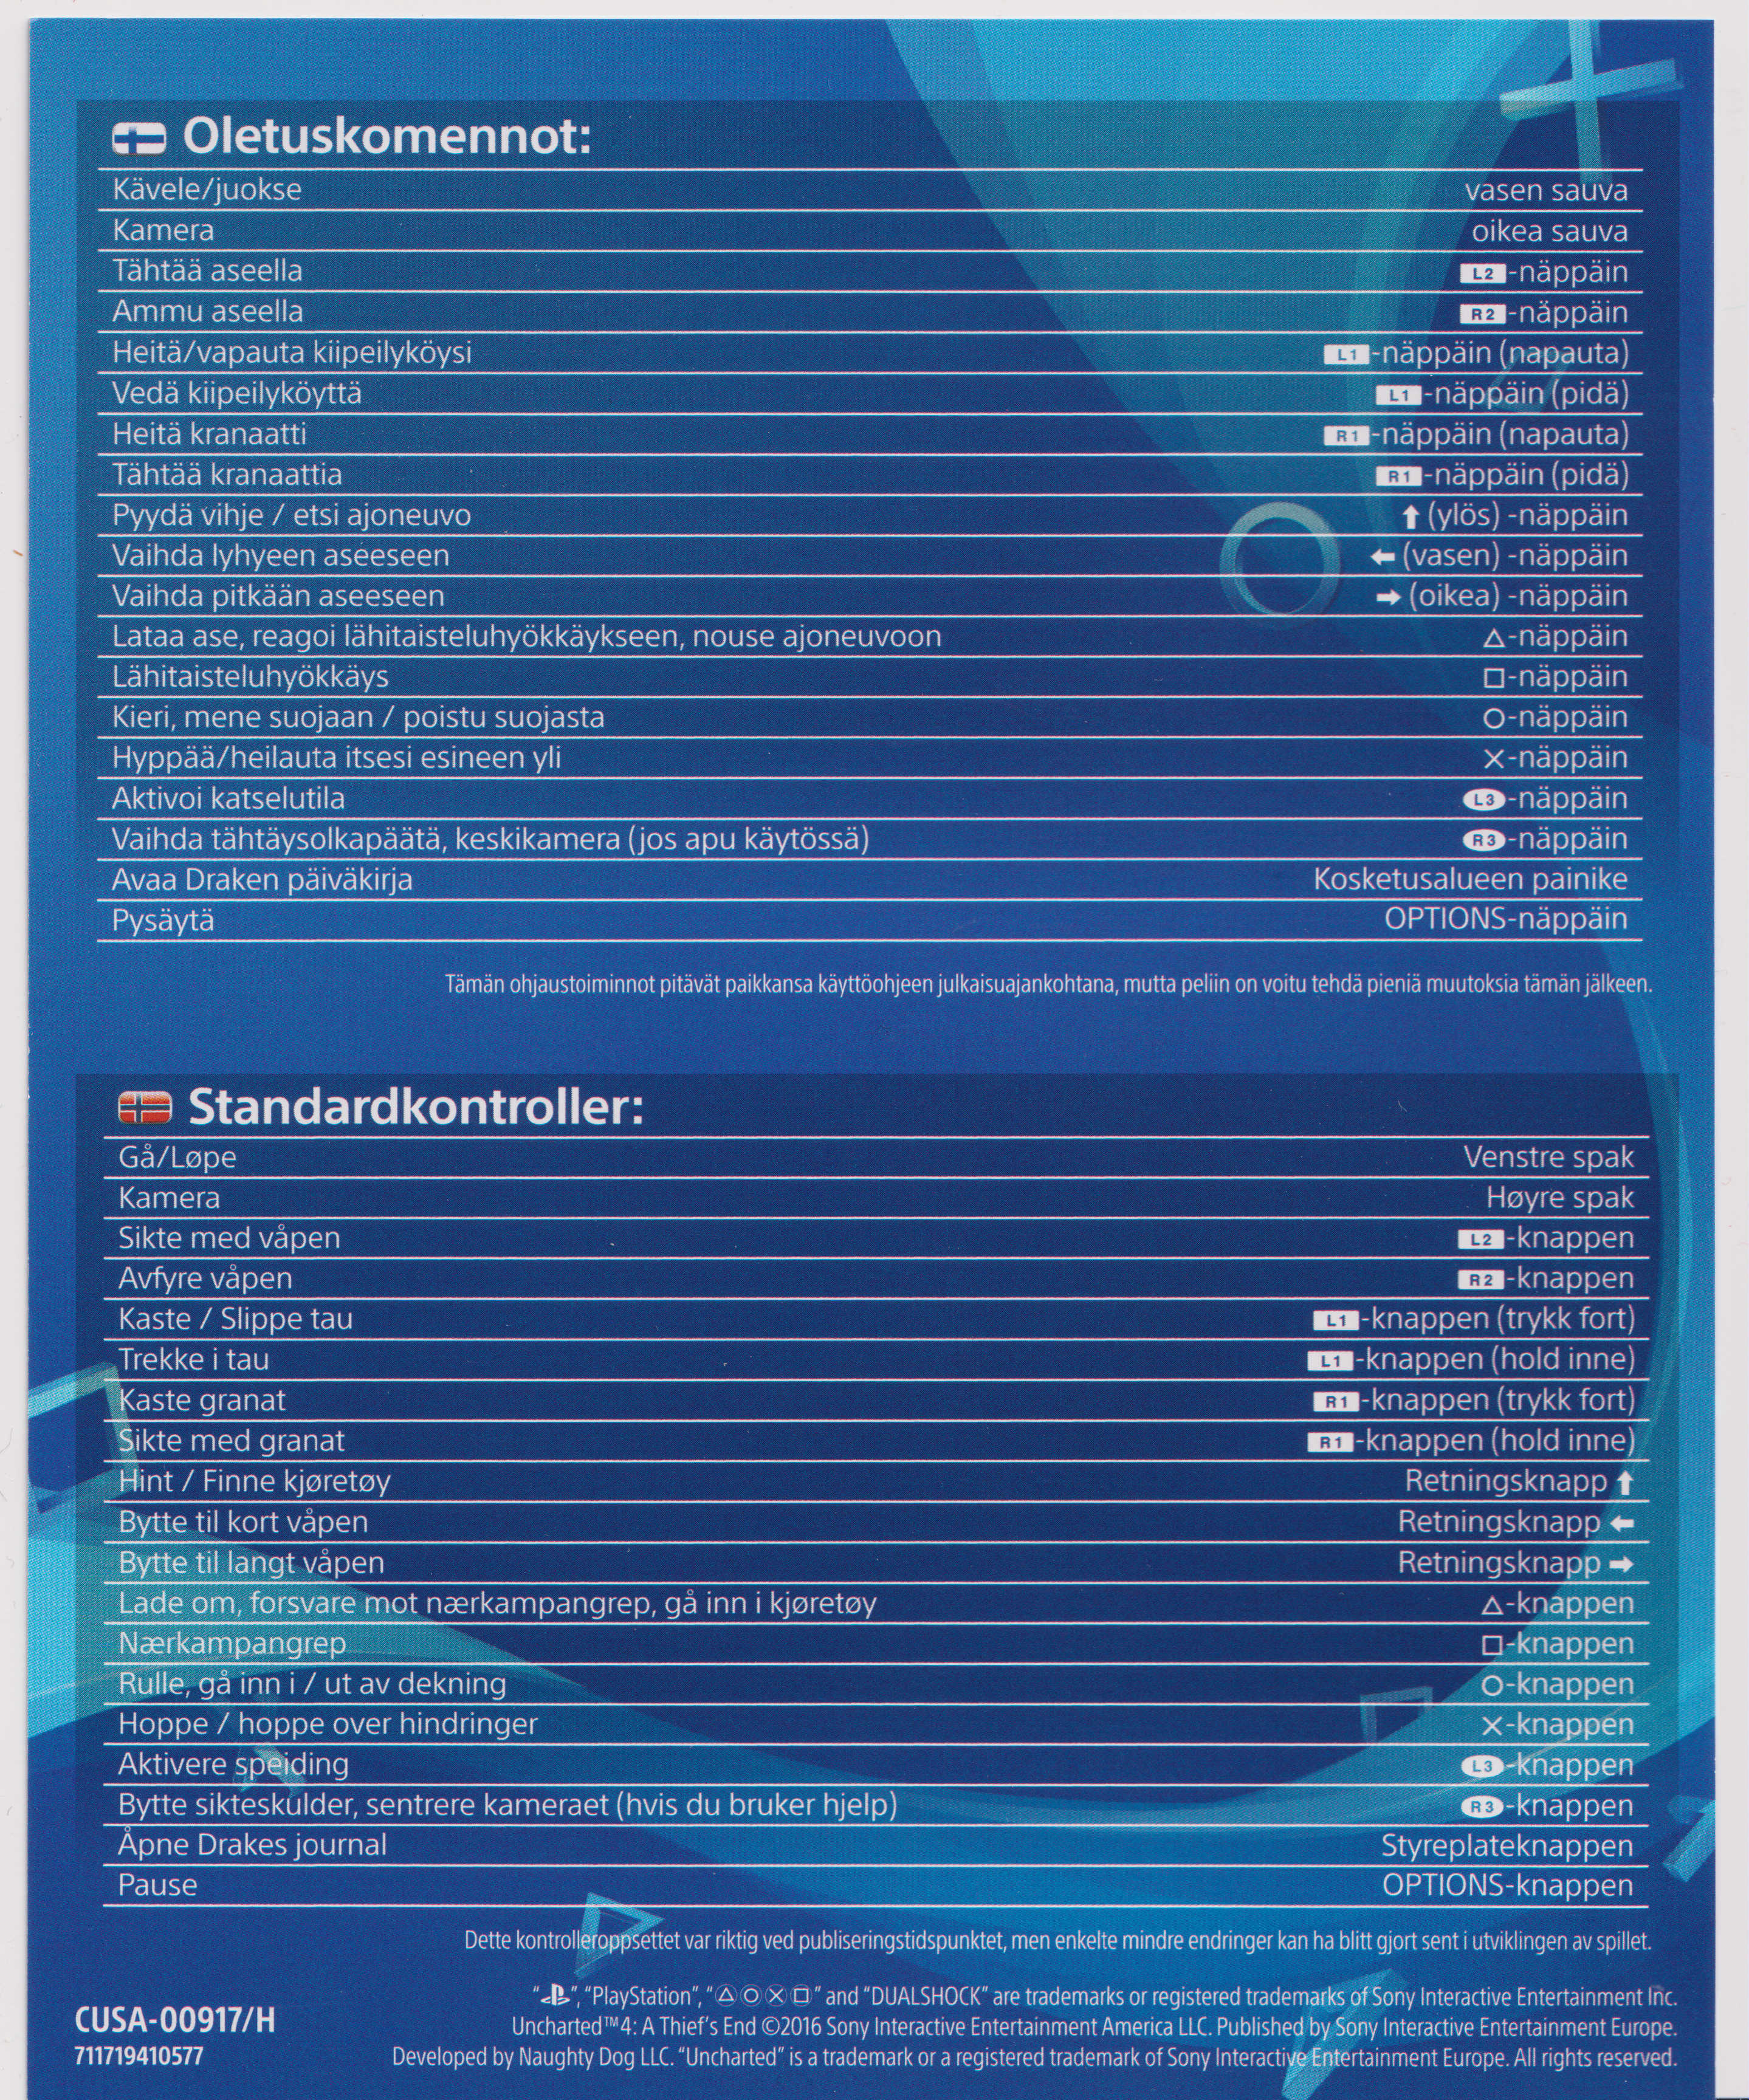 Oletuskomennot:
Kävele/juokse vasen sauva
Kamera oikea sauva
Tähtää aseella L2-näppäin
Ammu aseella R2-näppäin
Heitä/vapauta kiipeilyköysi L1-näppäin (napauta)
Vedä kiipeilyköyttä L1-näppäin (pidä)
Heitä kranaatti R1-näppäin (napauta)
Tähtää kranaattia R1-näppäin (pidä)
Pyydä vihje / etsi ajoneuvo ⬆ (ylös) -näppäin
Vaihda lyhyeen aseeseen ⬅ (vasen) -näppäin
Vaihda pitkään aseeseen ➡ (oikea) -näppäin
Lataa ase, reagoi lähitaisteluhyökkäykseen, nouse ajoneuvoon △-näppäin
Lähitaisteluhyökkäys □-näppäin
Kieri, mene suojaan / poistu suojasta ○-näppäin
Hyppää/heilauta itsesi esineen yli ✕-näppäin
Aktivoi katselutila L3-näppäin
Vaihda tähtäysolkapäätä, keskikamera (jos apu käytössä) R3-näppäin
Avaa Draken päiväkirja Kosketusalueen painike
Pysäytä OPTIONS-näppäin
Tämän ohjaustoiminnot pitävät paikkansa käyttöohjeen julkaisuajankohtana, mutta peliin on voitu tehdä pieniä muutoksia tämän jälkeen.
Standardkontroller:
Gå/Løpe Venstre spak
Kamera Høyre spak
Sikte med våpen L2-knappen
Avfyre våpen R2-knappen
Kaste / Slippe tau L1-knappen (trykk fort)
Trekke i tau L1-knappen (hold inne)
Kaste granat R1-knappen (trykk fort)
Sikte med granat R1-knappen (hold inne)
Hint / Finne kjøretøy Retningsknapp ⬆
Bytte til kort våpen Retningsknapp ⬅
Bytte til langt våpen Retningsknapp ➡
Lade om, forsvare mot nærkampangrep, gå inn i kjøretøy △-knappen
Nærkampangrep □-knappen
Rulle, gå inn i / ut av dekning ○-knappen
Hoppe / hoppe over hindringer ✕-knappen
Aktivere speiding L3-knappen
Bytte sikteskulder, sentrere kameraet (hvis du bruker hjelp) R3-knappen
Åpne Drakes journal Styreplateknappen
Pause OPTIONS-knappen
Dette kontrolleroppsettet var riktig ved publiseringstidspunktet, men enkelte mindre endringer kan ha blitt gjort sent i utviklingen av spillet.
“PS”, “PlayStation”, “△○✕□” and “DUALSHOCK” are trademarks or registered trademarks of Sony Interactive Entertainment Inc.
Uncharted™ 4: A Thief’s End ©2016 Sony Interactive Entertainment America LLC. Published by Sony Interactive Entertainment Europe.
Developed by Naughty Dog LLC. “Uncharted” is a trademark or a registered trademark of Sony Interactive Entertainment Europe. All rights reserved.
CUSA-00917/H
711719410577